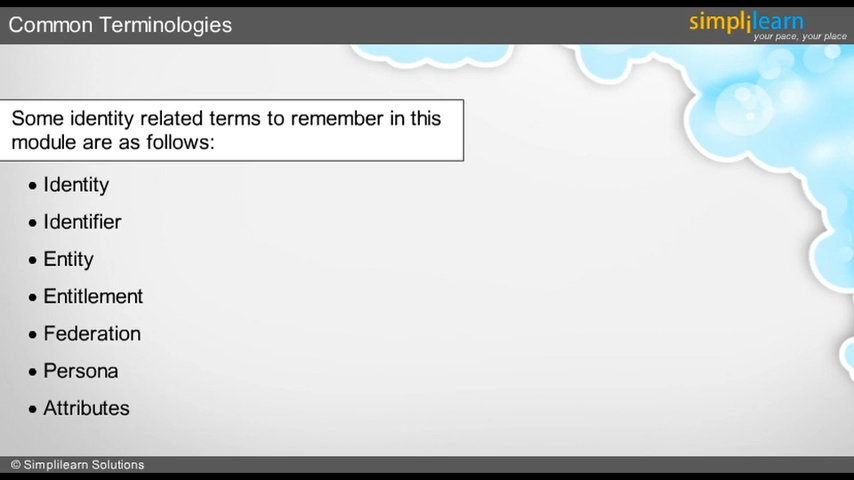 Common Terminologies
simplilearn
your pace, your place
Some identity related terms to remember in this
module are as follows:
• Identity
• Identifier
• Entity
• Entitlement
• Federation
• Persona
• Attributes
© Simplilearn Solutions